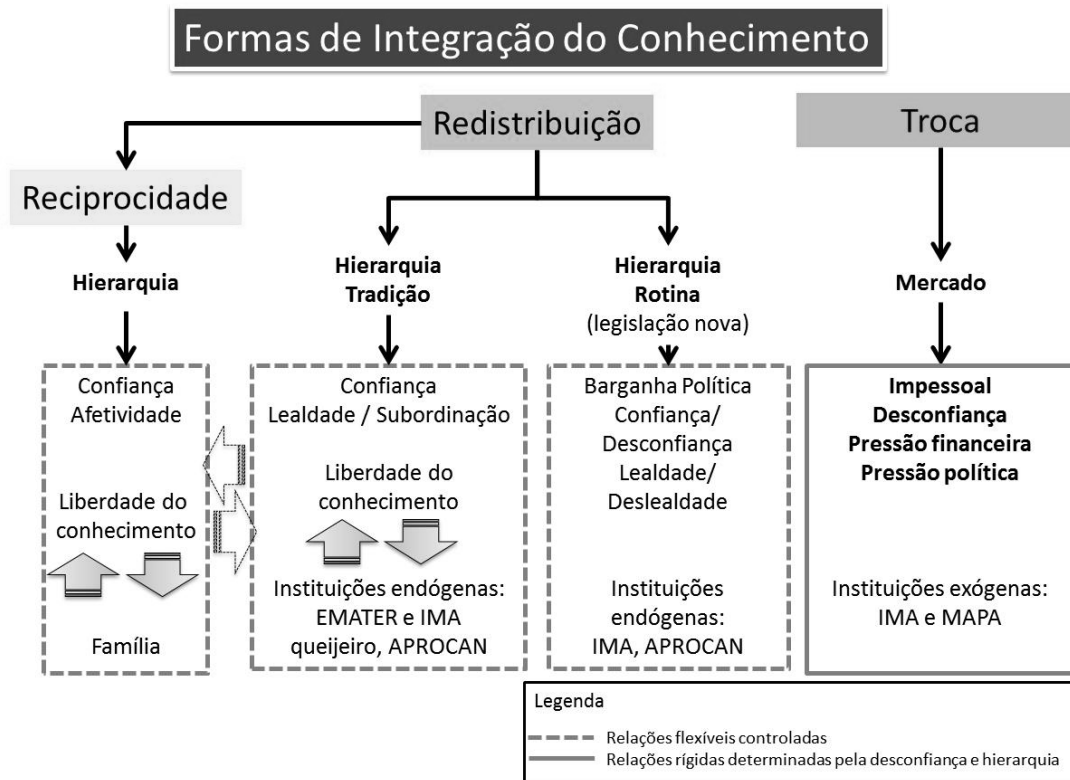 Formas de Integração do Conhecimento
Redistribuição
Troca
Reciprocidade
Hierarquia
Hierarquia
Tradição
Hierarquia
Rotina
(legislação nova)
Mercado
Confiança
Afetividade
Liberdade do
conhecimento
Família
Confiança
Lealdade / Subordinação
Liberdade do
conhecimento
Instituições endógenas:
EMATER e IMA
queijeiro, APROCAN
Barganha Política
Confiança/
Desconfiança
Lealdade/
Deslealdade
Instituições
endógenas:
IMA, APROCAN
Impessoal
Desconfiança
Pressão financeira
Pressão política
Instituições exógenas:
IMA e MAPA
Legenda
Relações flexíveis controladas
Relações rígidas determinadas pela desconfiança e hierarquia